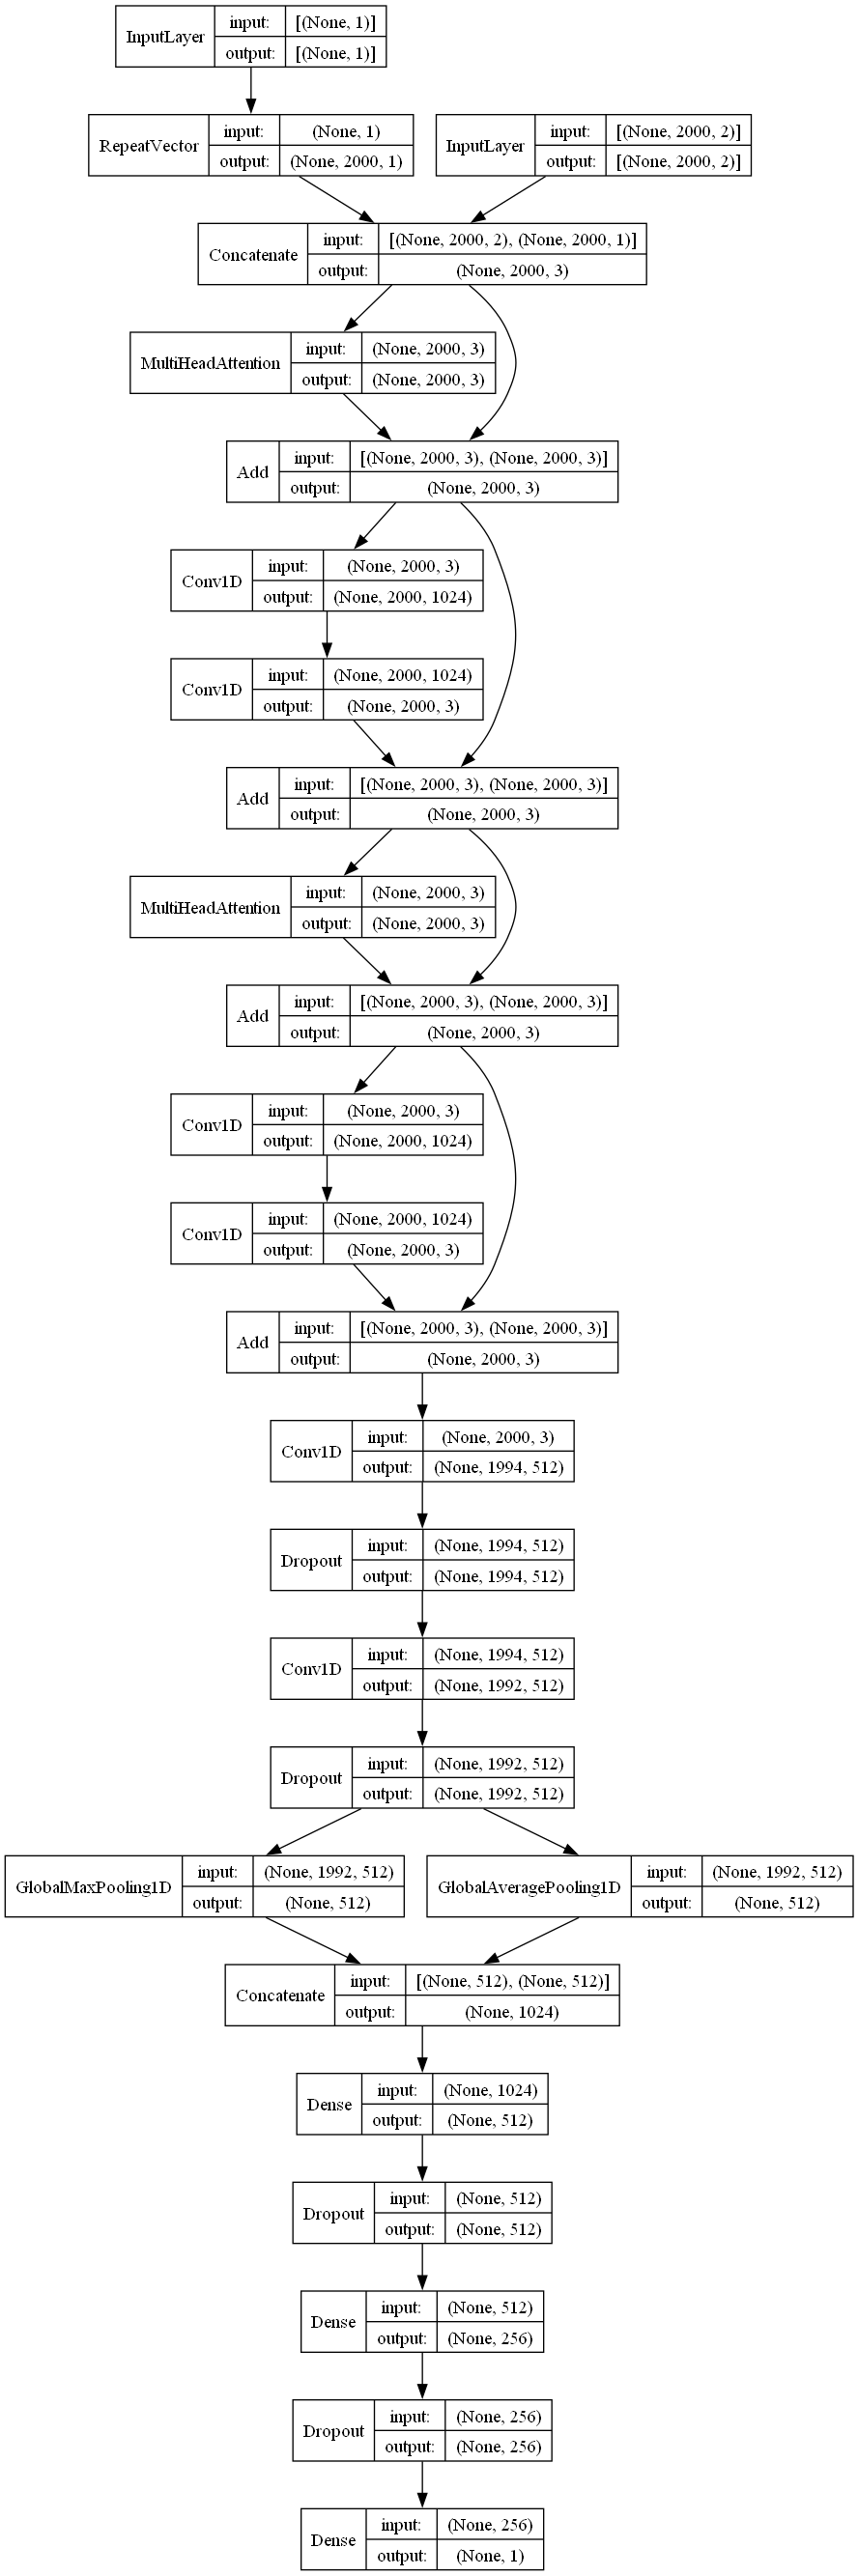 InputLayer input: [(None, 1)]
output: [(None, 1)]
RepeatVector input: (None, 1)
output: (None, 2000, 1)
InputLayer input: [(None, 2000, 2)]
output: [(None, 2000, 2)]
Concatenate input: [(None, 2000, 2), (None, 2000, 1)]
output: (None, 2000, 3)
MultiHeadAttention input: (None, 2000, 3)
output: (None, 2000, 3)
Add input: [(None, 2000, 3), (None, 2000, 3)]
output: (None, 2000, 3)
Conv1D input: (None, 2000, 3)
output: (None, 2000, 1024)
Conv1D input: (None, 2000, 1024)
output: (None, 2000, 3)
Add input: [(None, 2000, 3), (None, 2000, 3)]
output: (None, 2000, 3)
MultiHeadAttention input: (None, 2000, 3)
output: (None, 2000, 3)
Add input: [(None, 2000, 3), (None, 2000, 3)]
output: (None, 2000, 3)
Conv1D input: (None, 2000, 3)
output: (None, 2000, 1024)
Conv1D input: (None, 2000, 1024)
output: (None, 2000, 3)
Add input: [(None, 2000, 3), (None, 2000, 3)]
output: (None, 2000, 3)
Conv1D input: (None, 2000, 3)
output: (None, 1994, 512)
Dropout input: (None, 1994, 512)
output: (None, 1994, 512)
Conv1D input: (None, 1994, 512)
output: (None, 1992, 512)
Dropout input: (None, 1992, 512)
output: (None, 1992, 512)
GlobalMaxPooling1D input: (None, 1992, 512)
output: (None, 512)
GlobalAveragePooling1D input: (None, 1992, 512)
output: (None, 512)
Concatenate input: [(None, 512), (None, 512)]
output: (None, 1024)
Dense input: (None, 1024)
output: (None, 512)
Dropout input: (None, 512)
output: (None, 512)
Dense input: (None, 512)
output: (None, 256)
Dropout input: (None, 256)
output: (None, 256)
Dense input: (None, 256)
output: (None, 1)